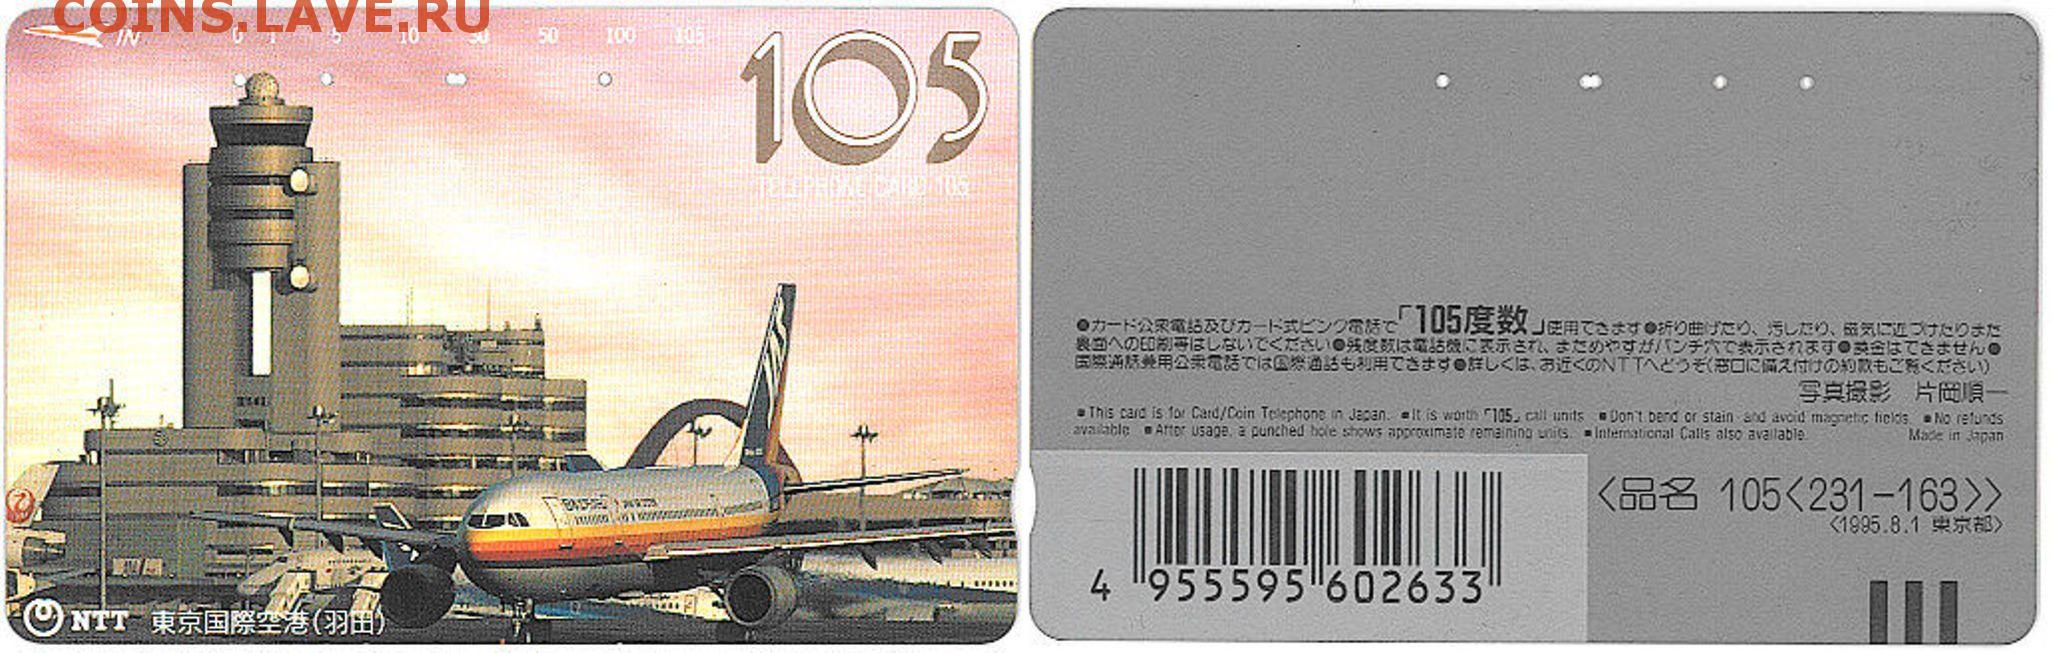 COINS.LAVE.RU
IN 0 1 5 10 30 50 100 105
105
TELEPHONE CARD 105
NTT 東京国際空港(羽田)
●カード公衆電話及びカード式ピンク電話で「105度数」使用できます●折り曲げたり、汚したり、磁気に近づけたりまた
裏面への印刷等はしないでください●残度数は電話機に表示され、まためやすがパンチ穴で表示されます●換金はできません●
国際通話兼用公衆電話では国際通話も利用できます●詳しくは、お近くのNTTへどうぞ(窓口に備え付けの約款もご覧ください)
写真撮影 片岡順一
■This card is for Card/Coin Telephone in Japan. ■It is worth「105」call units ■Don't bend or stain and avoid magnetic fields. ■No refunds
available ■After usage, a punched hole shows approximate remaining units. ■International Calls also available. Made in Japan
<品名 105<231-163>>
<1995.8.1 東京都>
4 955595 602633